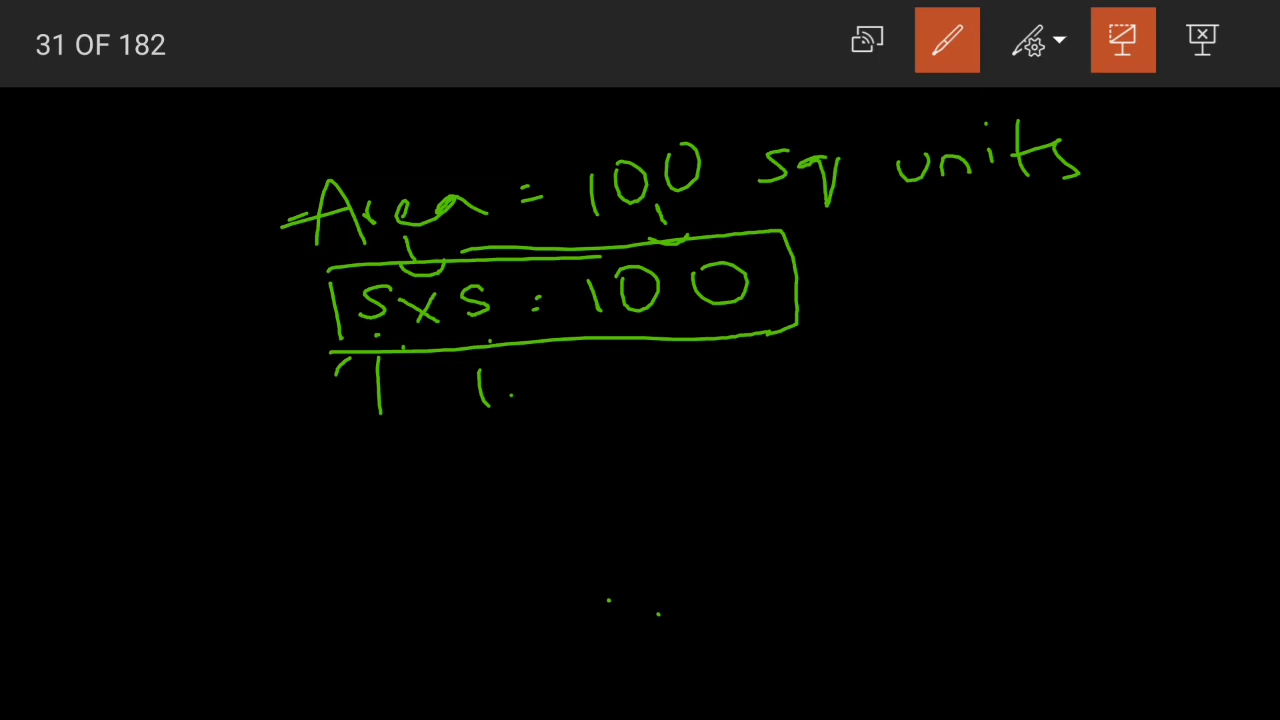 31 OF 182
Area = 100 sq units
s x s = 100